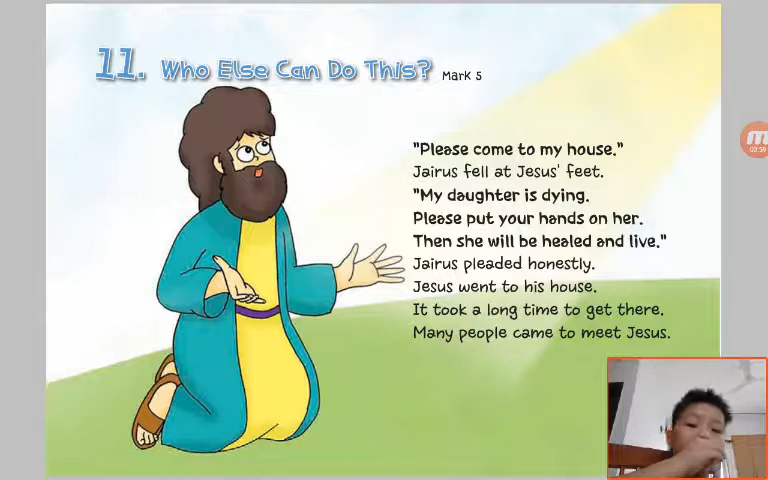 11. Who Else Can Do This? Mark 5
"Please come to my house."
Jairus fell at Jesus' feet.
"My daughter is dying.
Please put your hands on her.
Then she will be healed and live."
Jairus pleaded honestly.
Jesus went to his house.
It took a long time to get there.
Many people came to meet Jesus.
03:59